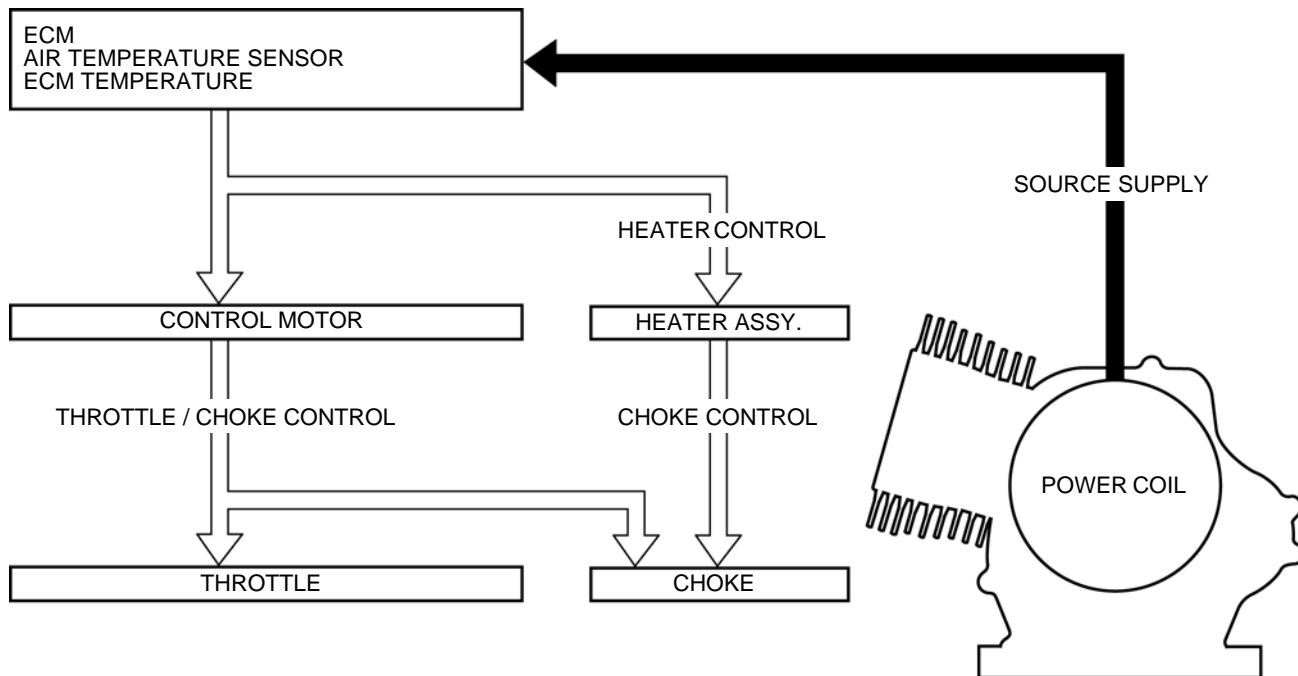 ECM
AIR TEMPERATURE SENSOR
ECM TEMPERATURE
SOURCE SUPPLY
HEATER CONTROL
CONTROL MOTOR
HEATER ASSY.
THROTTLE / CHOKE CONTROL
CHOKE CONTROL
POWER COIL
THROTTLE
CHOKE